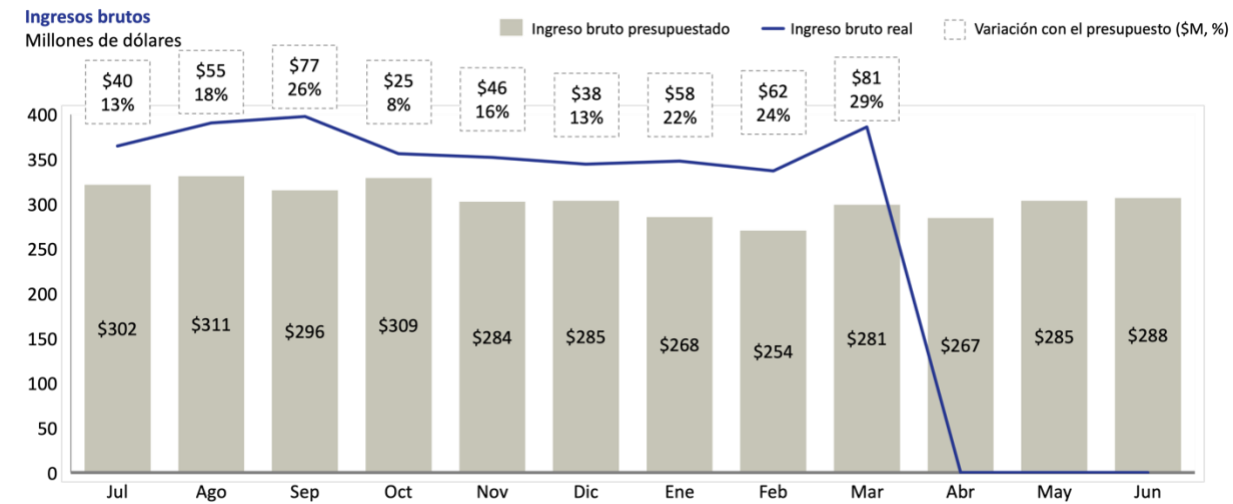 Ingresos brutos
Millones de dólares
Ingreso bruto presupuestado
Ingreso bruto real
Variación con el presupuesto ($M, %)
$40
13%
$55
18%
$77
26%
$25
8%
$46
16%
$38
13%
$58
22%
$62
24%
$81
29%
400
350
300
250
200
150
100
50
0
$302
$311
$296
$309
$284
$285
$268
$254
$281
$267
$285
$288
Jul
Ago
Sep
Oct
Nov
Dic
Ene
Feb
Mar
Abr
May
Jun